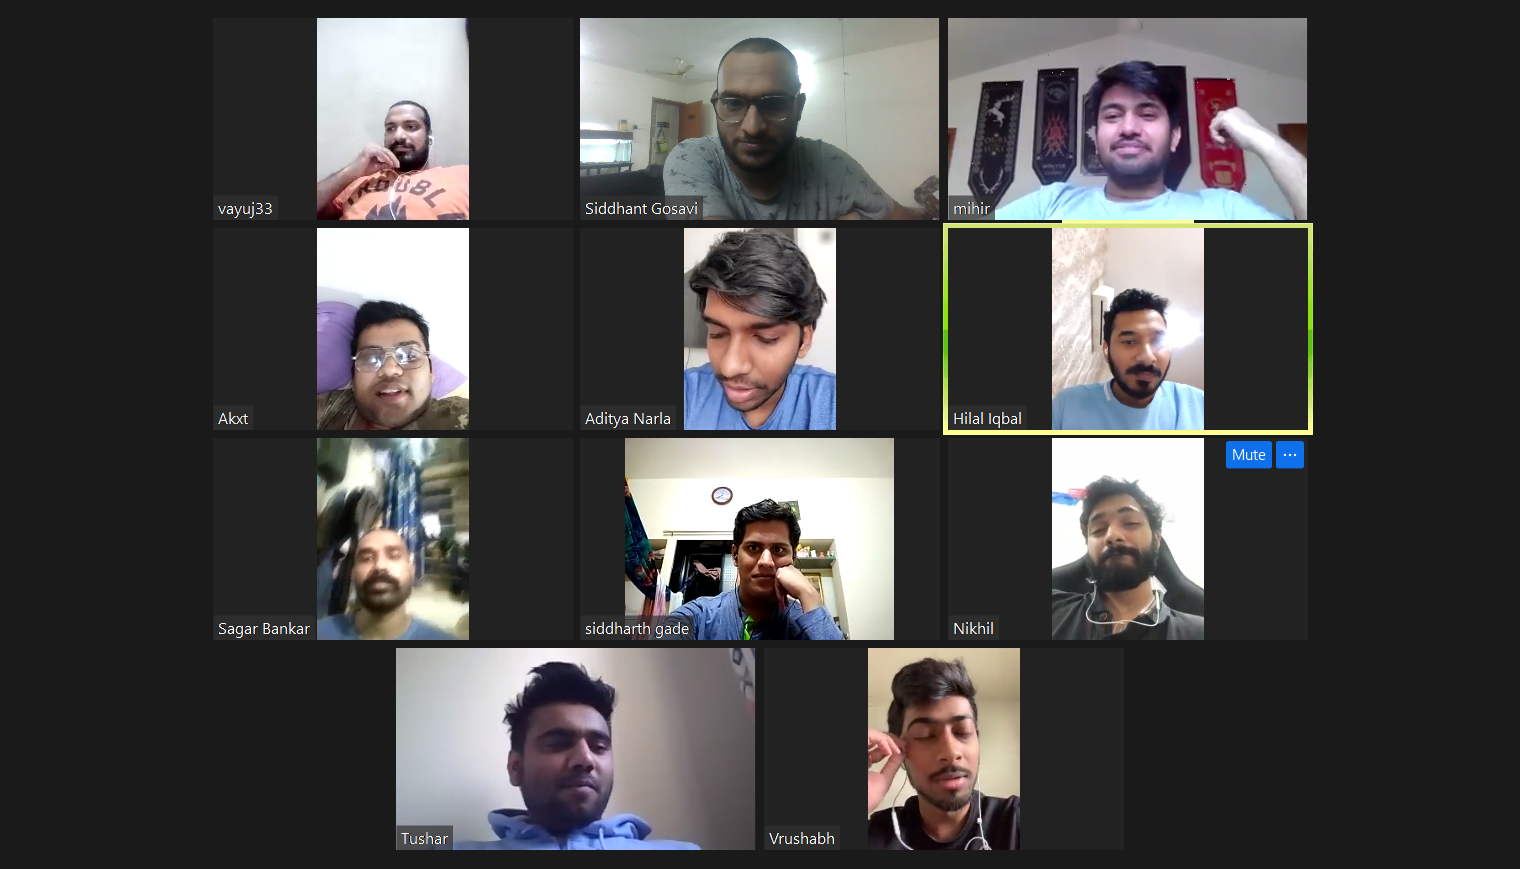 vayuj33
Siddhant Gosavi
mihir
Akxt
Aditya Narla
Hilal Iqbal
Mute
Sagar Bankar
siddharth gade
Nikhil
Tushar
Vrushabh